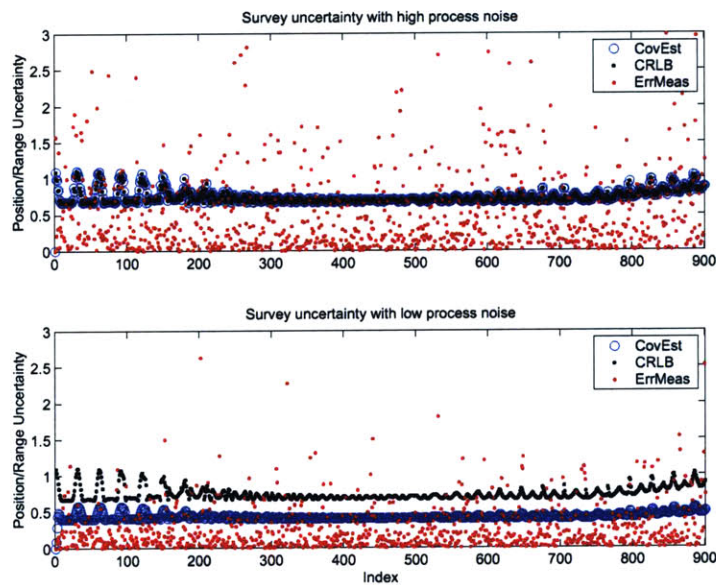 Survey uncertainty with high process noise
Position/Range Uncertainty
3
2.5
2
1.5
1
0.5
0
CovEst
CRLB
ErrMeas
0 100 200 300 400 500 600 700 800 900
Survey uncertainty with low process noise
Position/Range Uncertainty
3
2.5
2
1.5
1
0.5
0
CovEst
CRLB
ErrMeas
0 100 200 300 400 500 600 700 800 900
Index